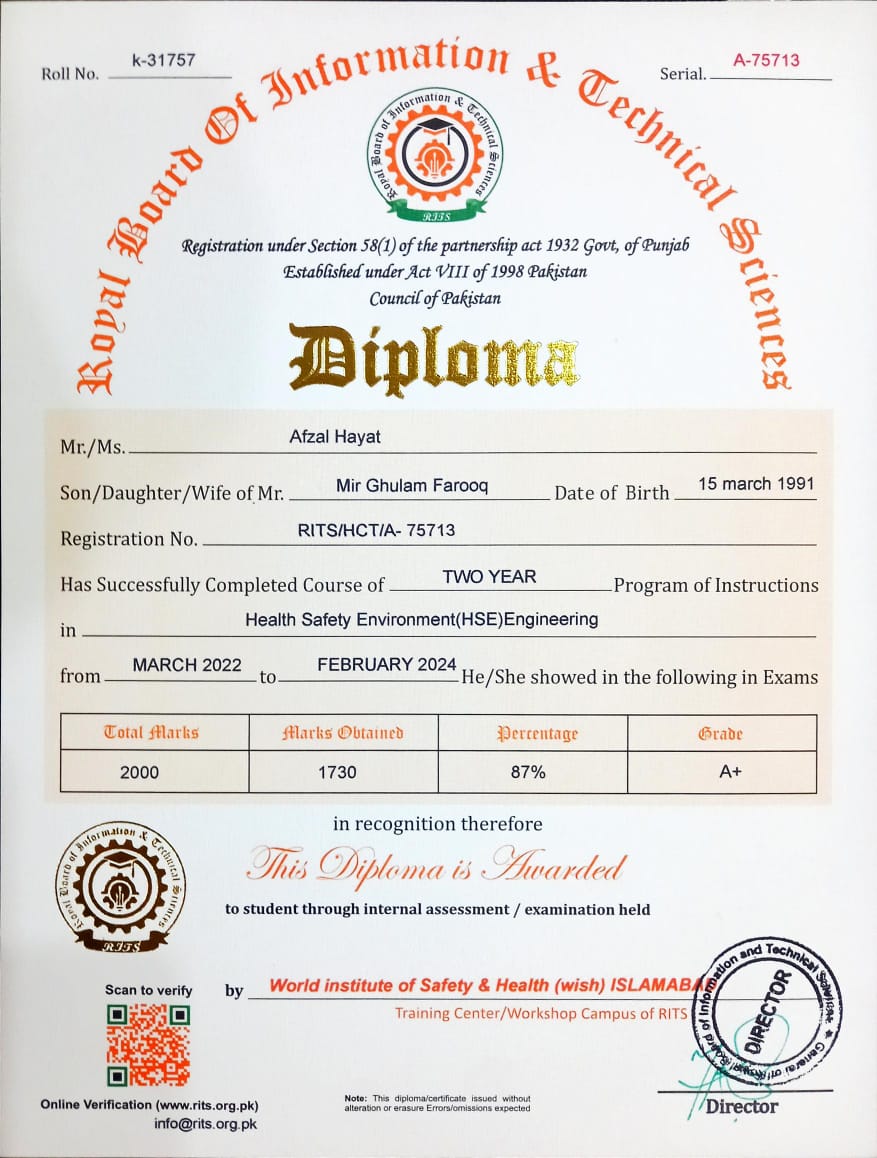 Roll No. k-31757
Serial. A-75713
Royal Board Of Information & Technical Sciences
Royal Board of Information & Technical Sciences
RITS
Registration under Section 58(1) of the partnership act 1932 Govt, of Punjab
Established under Act VIII of 1998 Pakistan
Council of Pakistan
Diploma
Mr./Ms. Afzal Hayat
Son/Daughter/Wife of Mr. Mir Ghulam Farooq Date of Birth 15 march 1991
Registration No. RITS/HCT/A- 75713
Has Successfully Completed Course of TWO YEAR Program of Instructions
in Health Safety Environment(HSE)Engineering
from MARCH 2022 to FEBRUARY 2024 He/She showed in the following in Exams
Total Marks Marks Obtained Percentage Grade
2000 1730 87% A+
in recognition therefore
Royal Board of Information & Technical Sciences
RITS
This Diploma is Awarded
to student through internal assessment / examination held
Scan to verify
by World institute of Safety & Health (wish) ISLAMABAD
Training Center/Workshop Campus of RITS
Board of Information and Technical
DIRECTOR
General of
Director
Online Verification (www.rits.org.pk)
info@rits.org.pk
Note: This diploma/certificate issued without
alteration or erasure Errors/omissions expected